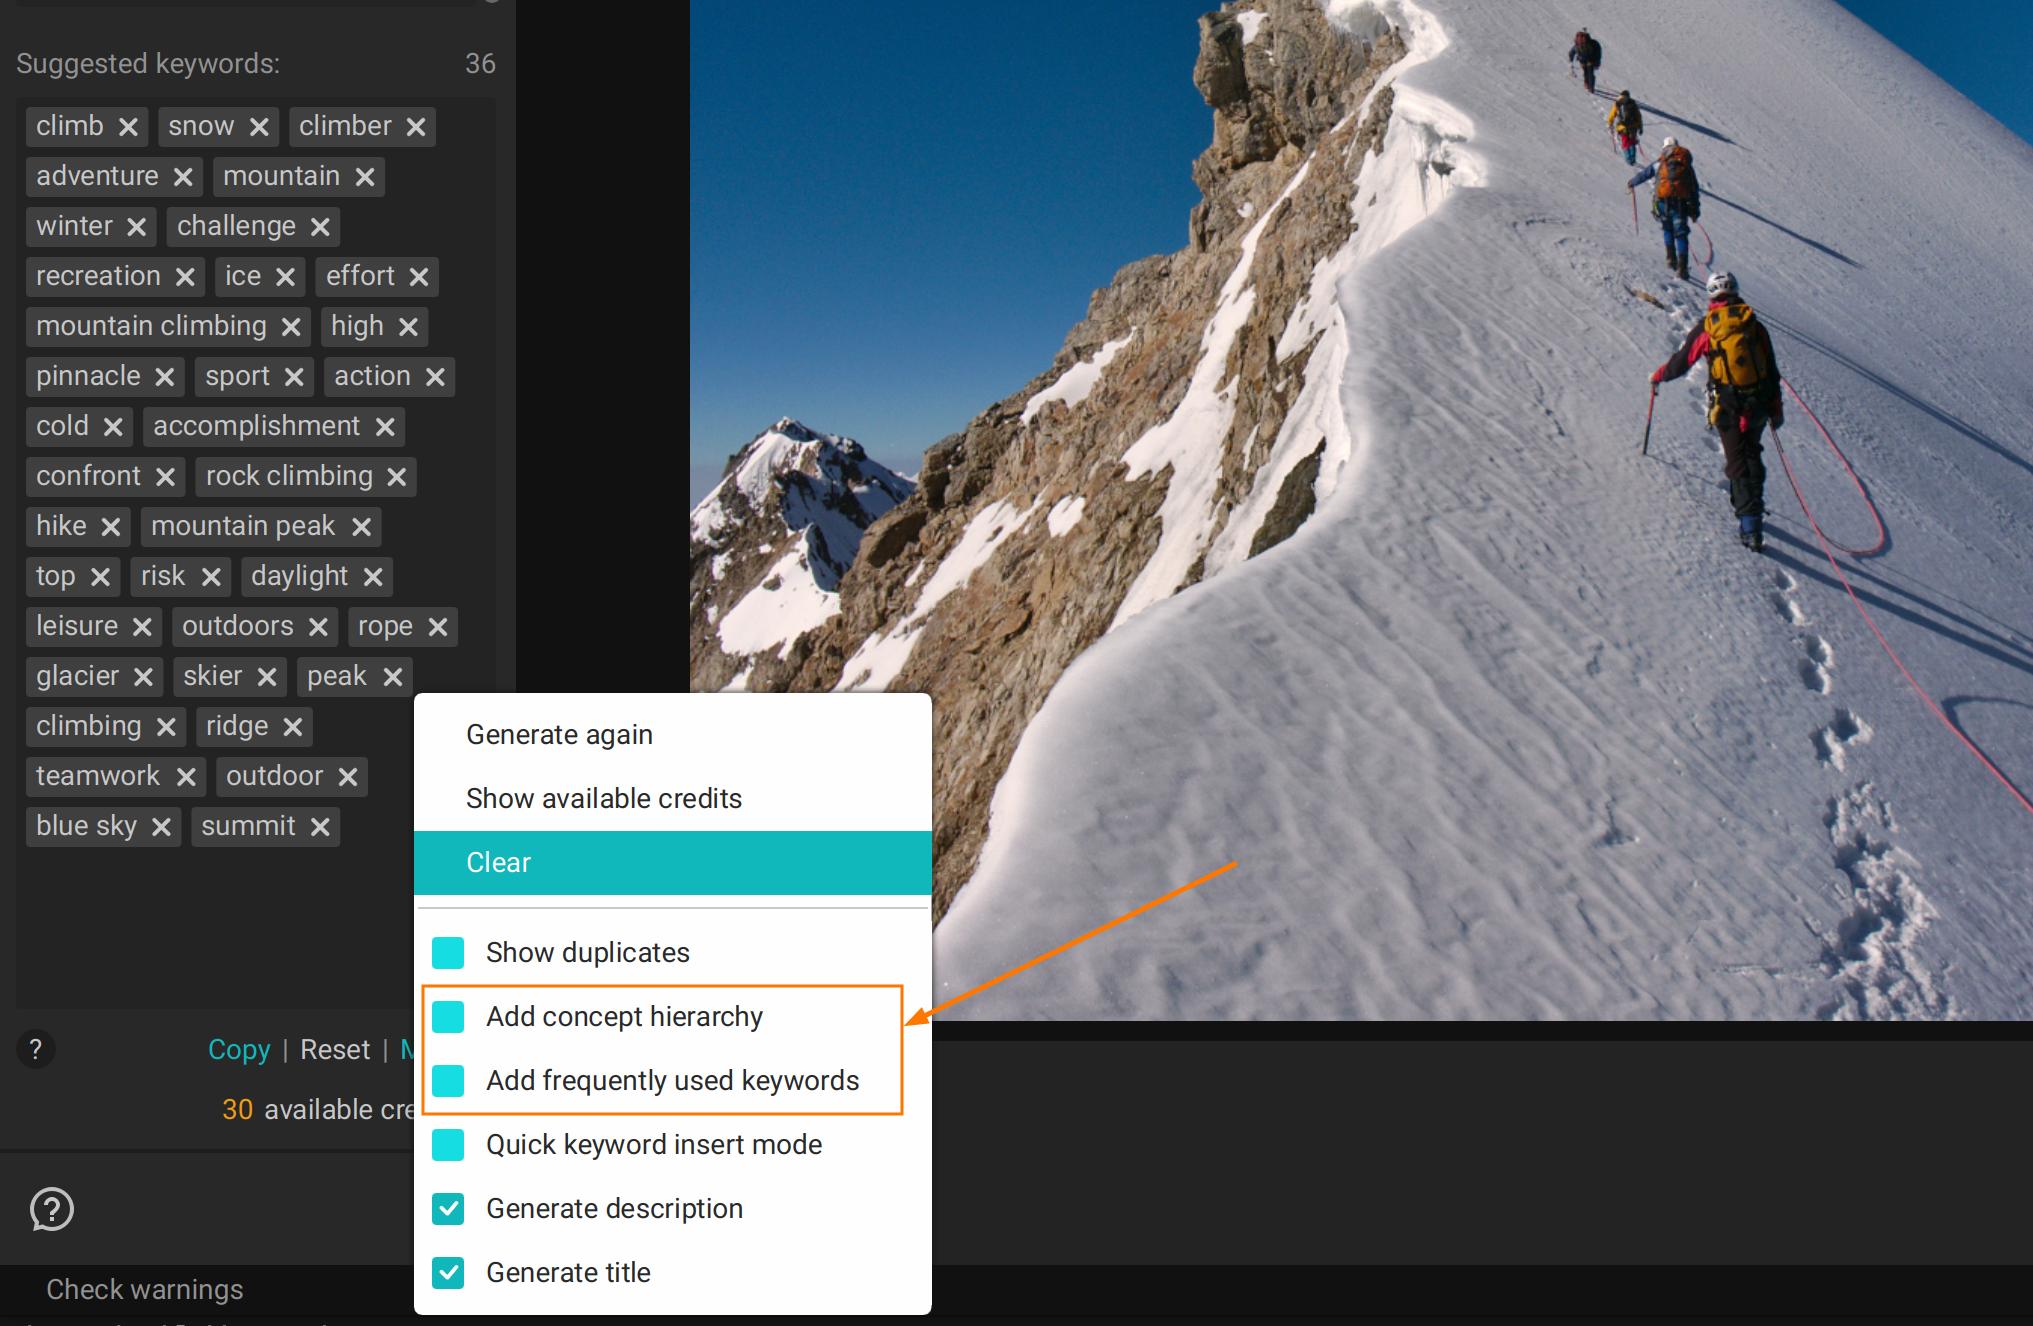 Suggested keywords: 36
climb snow climber
adventure mountain
winter challenge
recreation ice effort
mountain climbing high
pinnacle sport action
cold accomplishment
confront rock climbing
hike mountain peak
top risk daylight
leisure outdoors rope
glacier skier peak
climbing ridge
teamwork outdoor
blue sky summit
Generate again
Show available credits
Clear
Show duplicates
Add concept hierarchy
Add frequently used keywords
Quick keyword insert mode
Generate description
Generate title
? Copy | Reset |
30 available
?
Check warnings